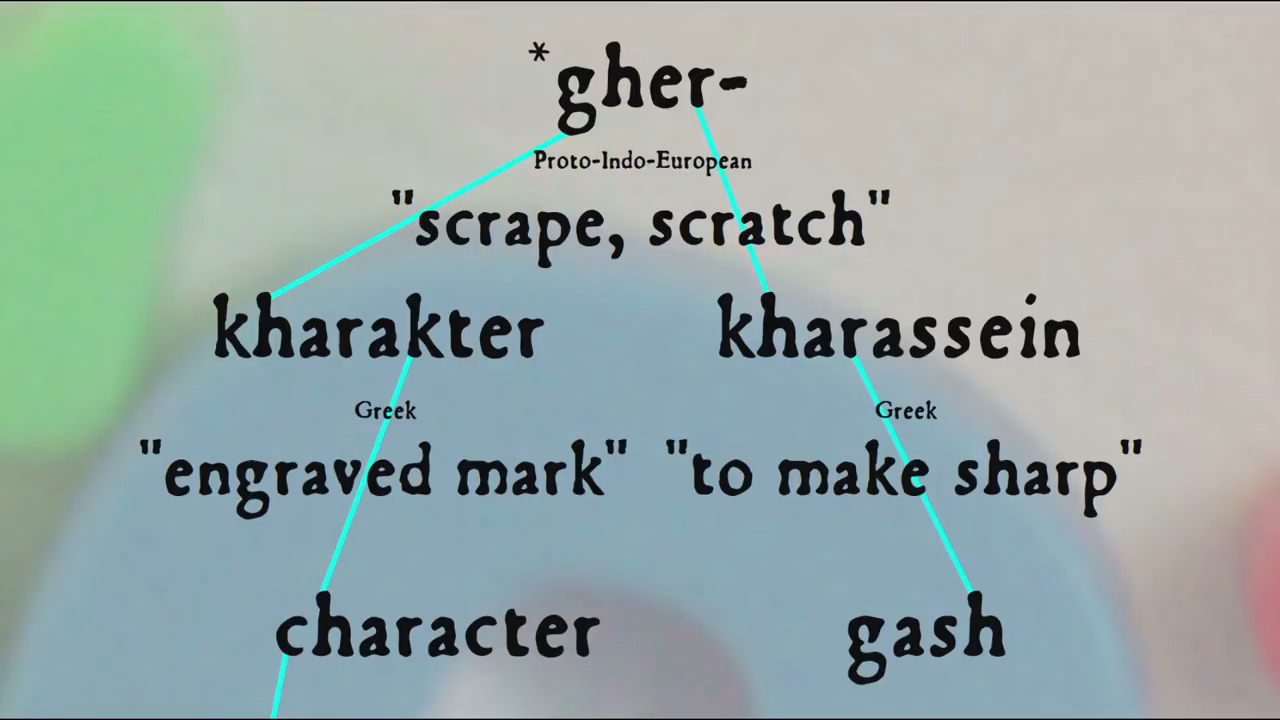 *gher-
Proto-Indo-European
"scrape, scratch"
kharakter kharassein
Greek Greek
"engraved mark" "to make sharp"
character gash